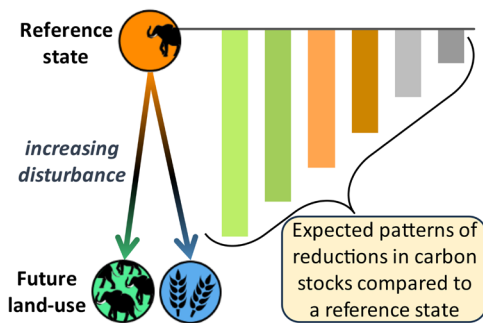 Reference
state
increasing
disturbance
Future
land-use
Expected patterns of
reductions in carbon
stocks compared to
a reference state